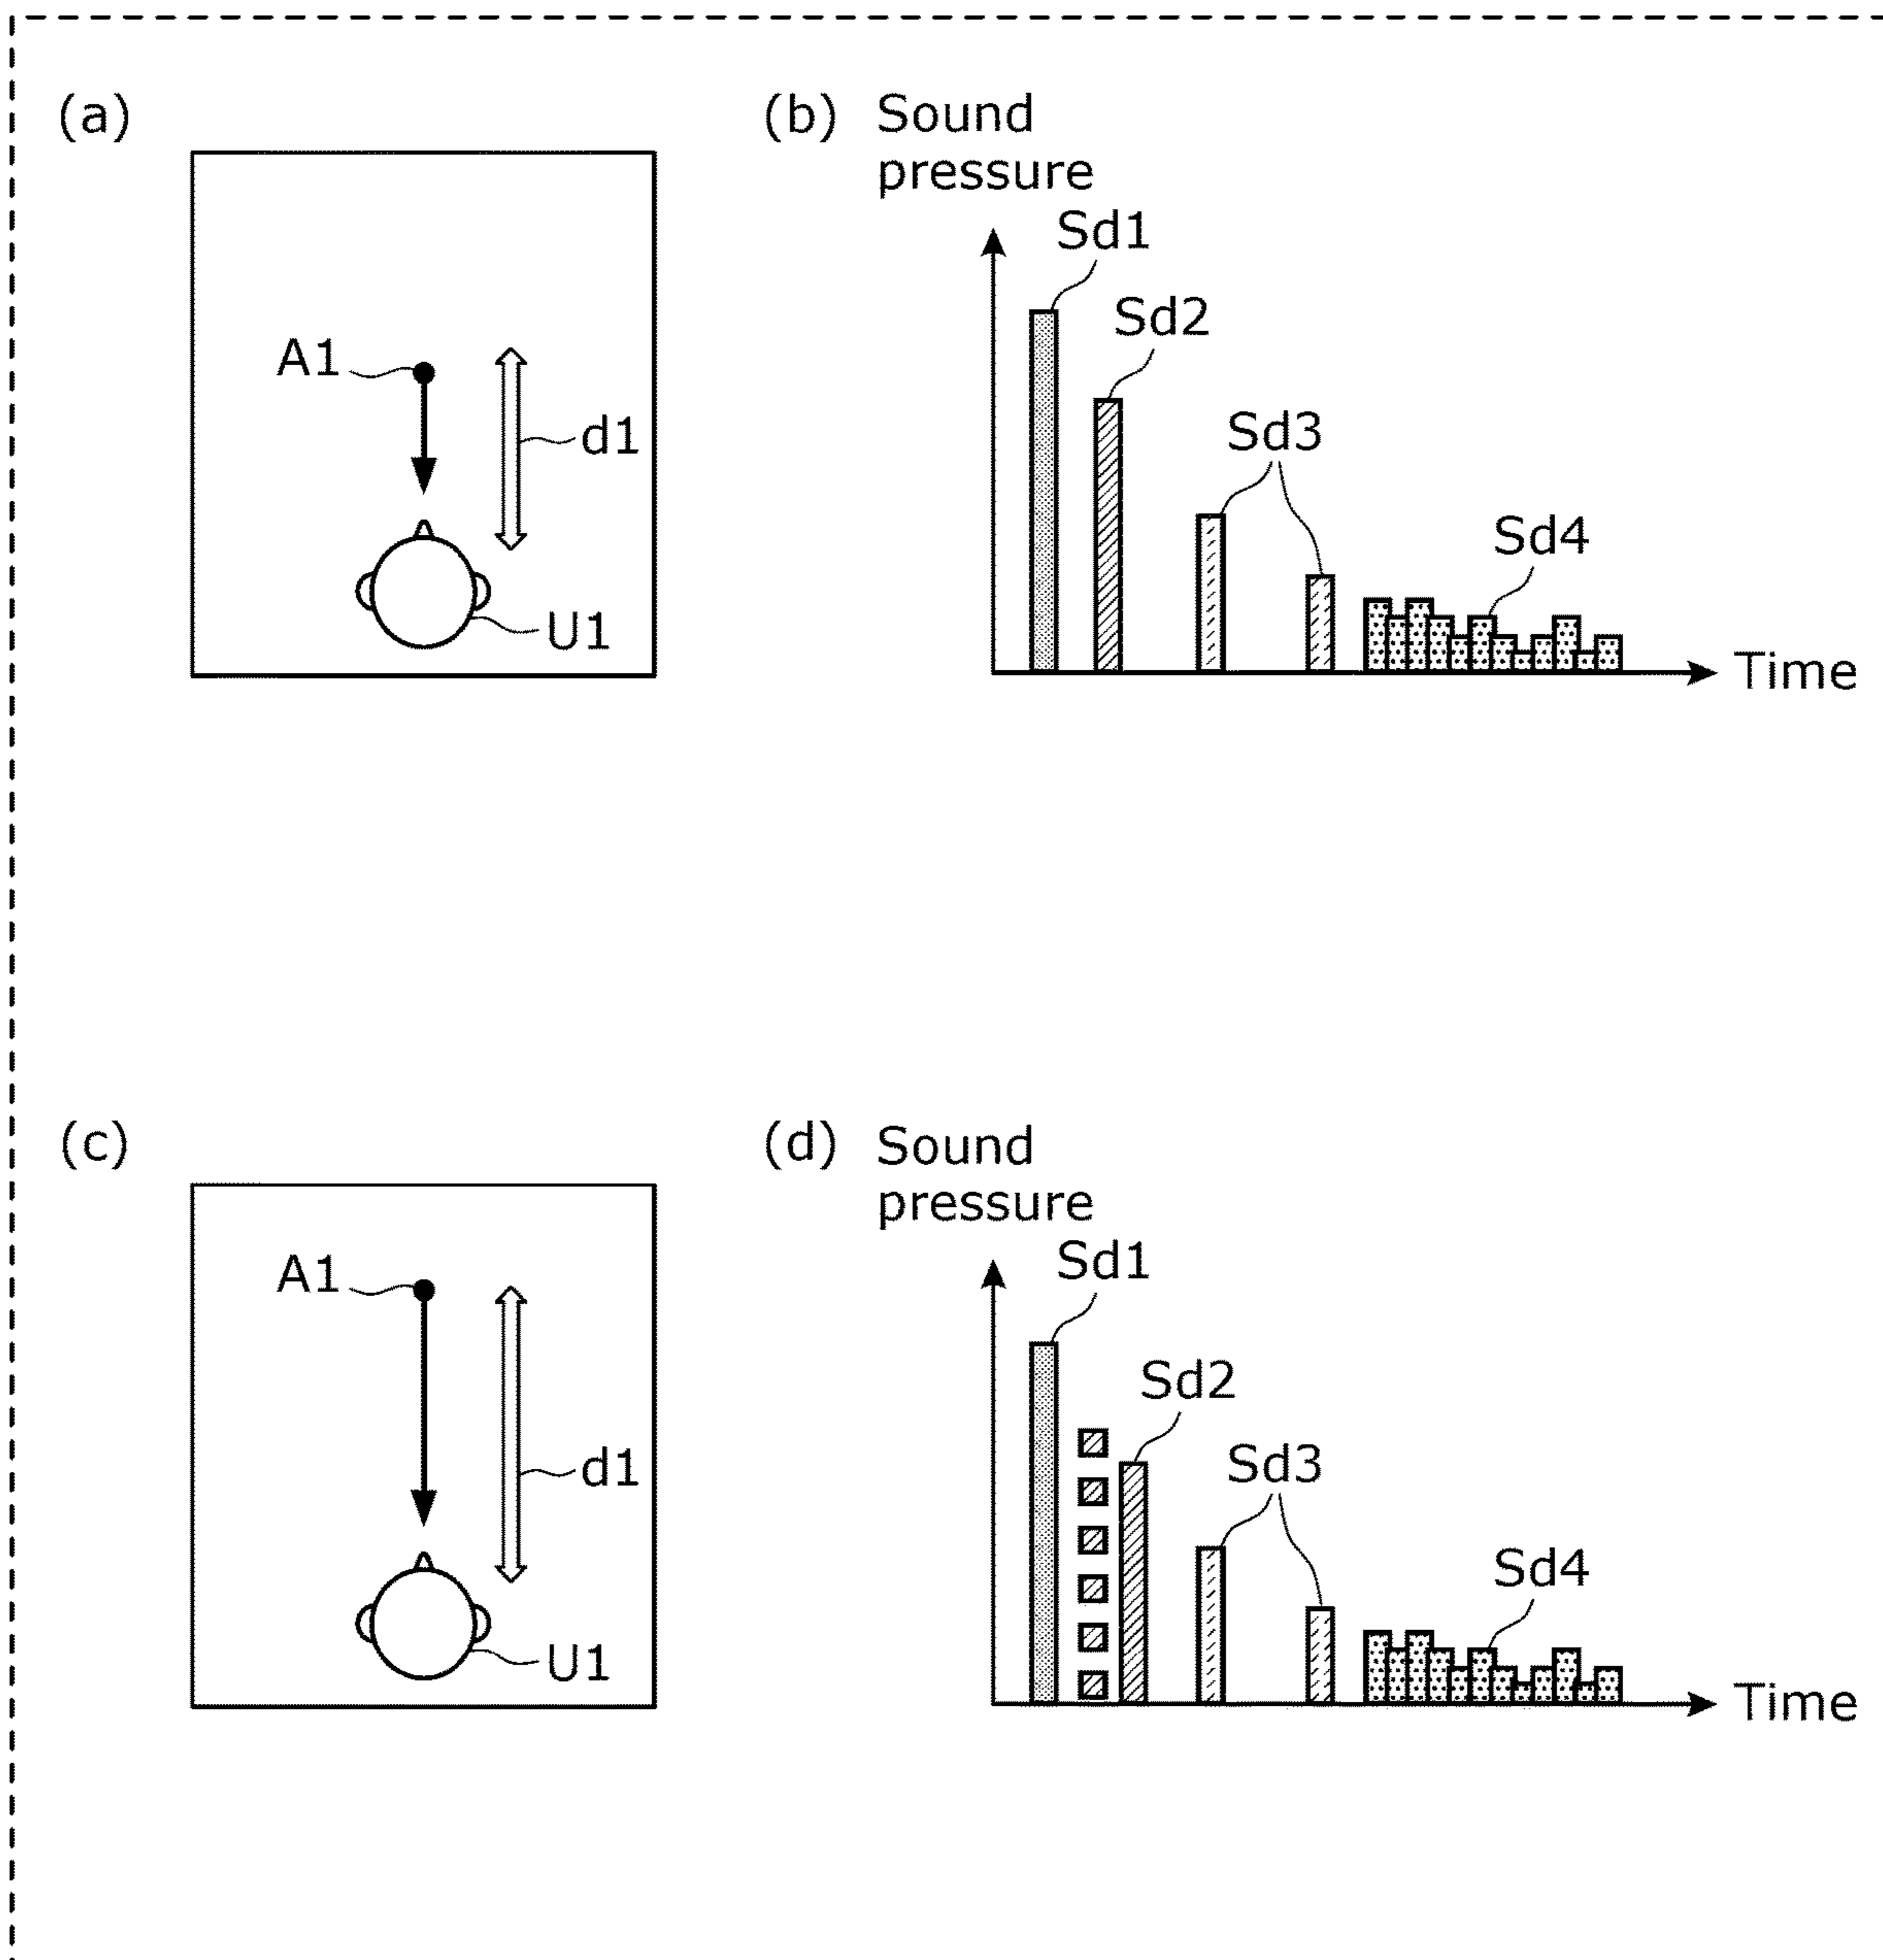 (a)
A1
d1
U1
(b) Sound
pressure
Sd1
Sd2
Sd3
Sd4
Time
(c)
A1
d1
U1
(d) Sound
pressure
Sd1
Sd2
Sd3
Sd4
Time